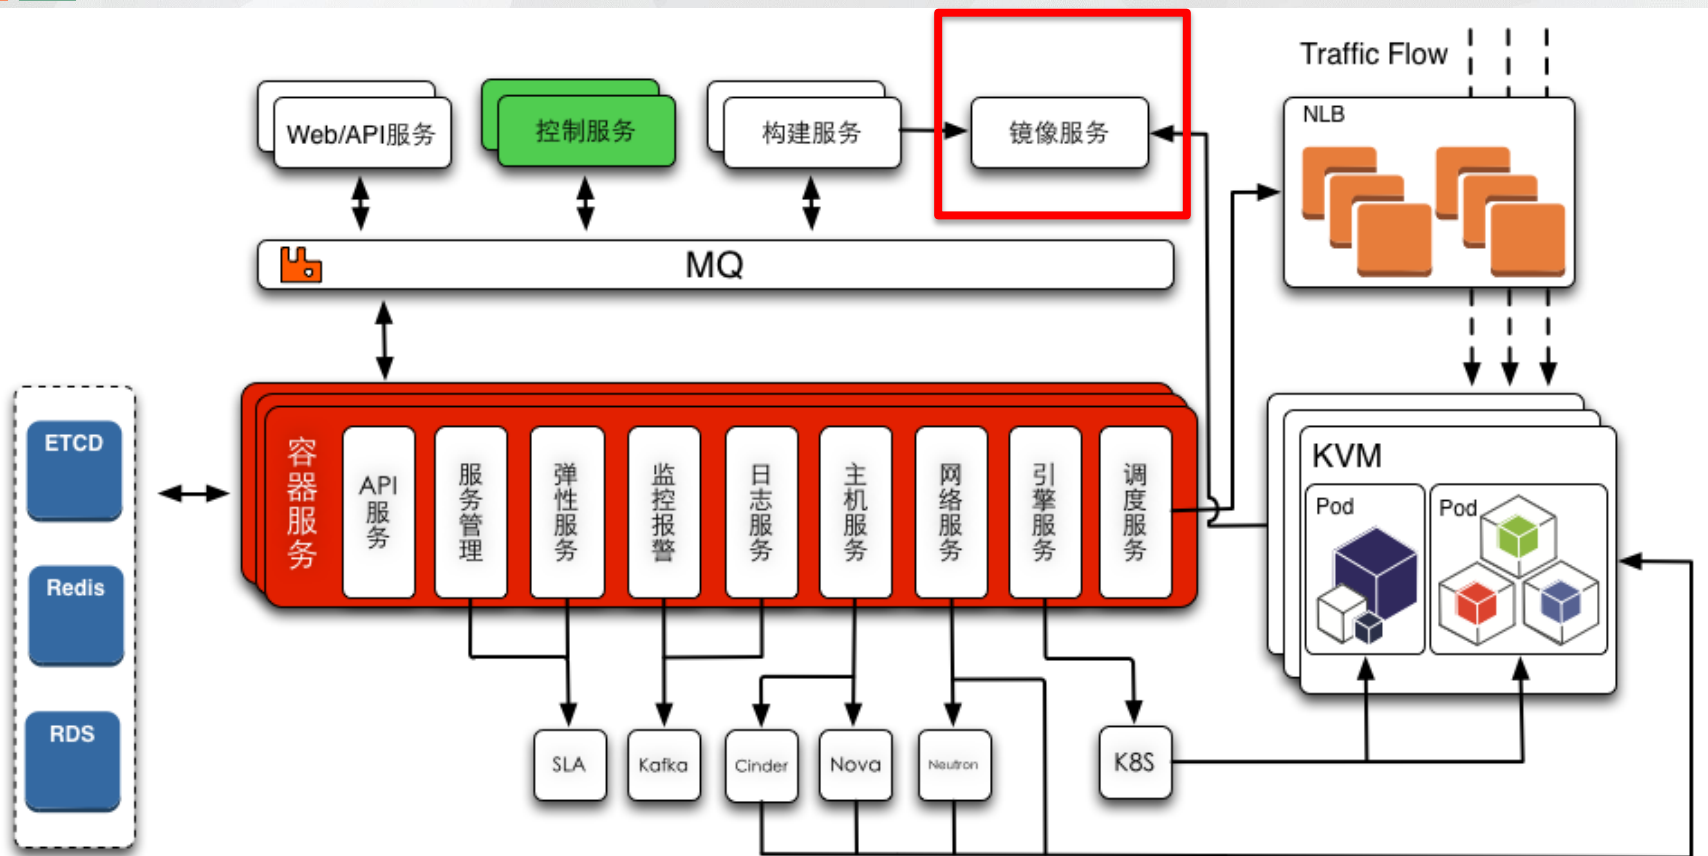 Traffic Flow
Web/API服务
控制服务
构建服务
镜像服务
NLB
MQ
ETCD
Redis
RDS
容器服务
API服务
服务管理
弹性服务
监控报警
日志服务
主机服务
网络服务
引擎服务
调度服务
KVM
Pod
Pod
SLA
Kafka
Cinder
Nova
Neutron
K8S